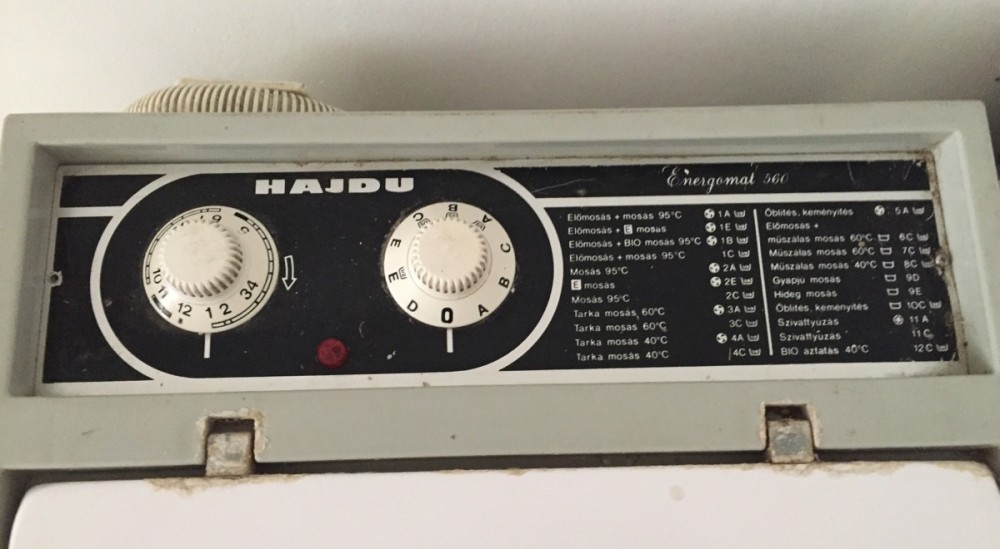 HAJDU
Energomat 560
Előmosás + mosás 95°C 1A
Előmosás + E mosás 1E
Előmosás + BIO mosás 95°C 1B
Előmosás + mosás 95°C 1C
Mosás 95°C 2A
E mosás 2E
Mosás 95°C 2C
Tarka mosás, 60°C 3A
Tarka mosás 60°C 3C
Tarka mosás 40°C 4A
Tarka mosás 40°C 4C
Öblítés, keményítés 5A
Előmosás +
műszálas mosás 60°C 6C
Műszálas mosás 60°C 7C
Műszálas mosás 40°C 8C
Gyapjú mosás 9D
Hideg mosás 9E
Öblítés, keményítés 10C
Szivattyúzás 11A
Szivattyúzás 11C
BIO áztatás 40°C 12C
10 11 12 1 2 3 4
A B C E E D 0 A B C